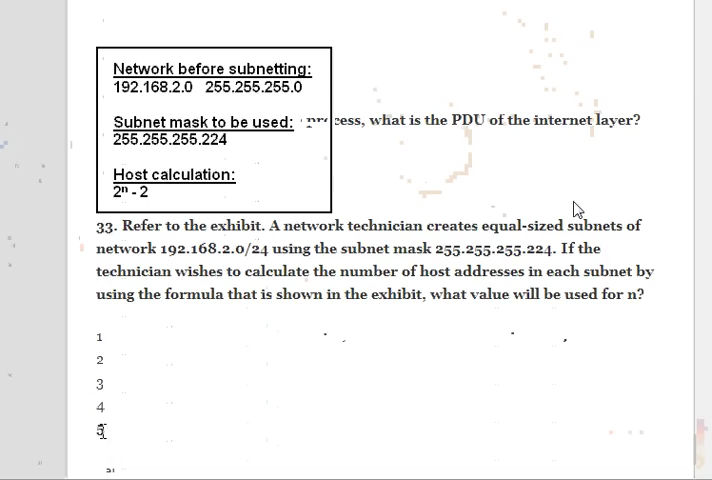 Network before subnetting:
192.168.2.0 255.255.255.0
Subnet mask to be used:
255.255.255.224
Host calculation:
2ⁿ - 2
cess, what is the PDU of the internet layer?
33. Refer to the exhibit. A network technician creates equal-sized subnets of
network 192.168.2.0/24 using the subnet mask 255.255.255.224. If the
technician wishes to calculate the number of host addresses in each subnet by
using the formula that is shown in the exhibit, what value will be used for n?
1
2
3
4
5